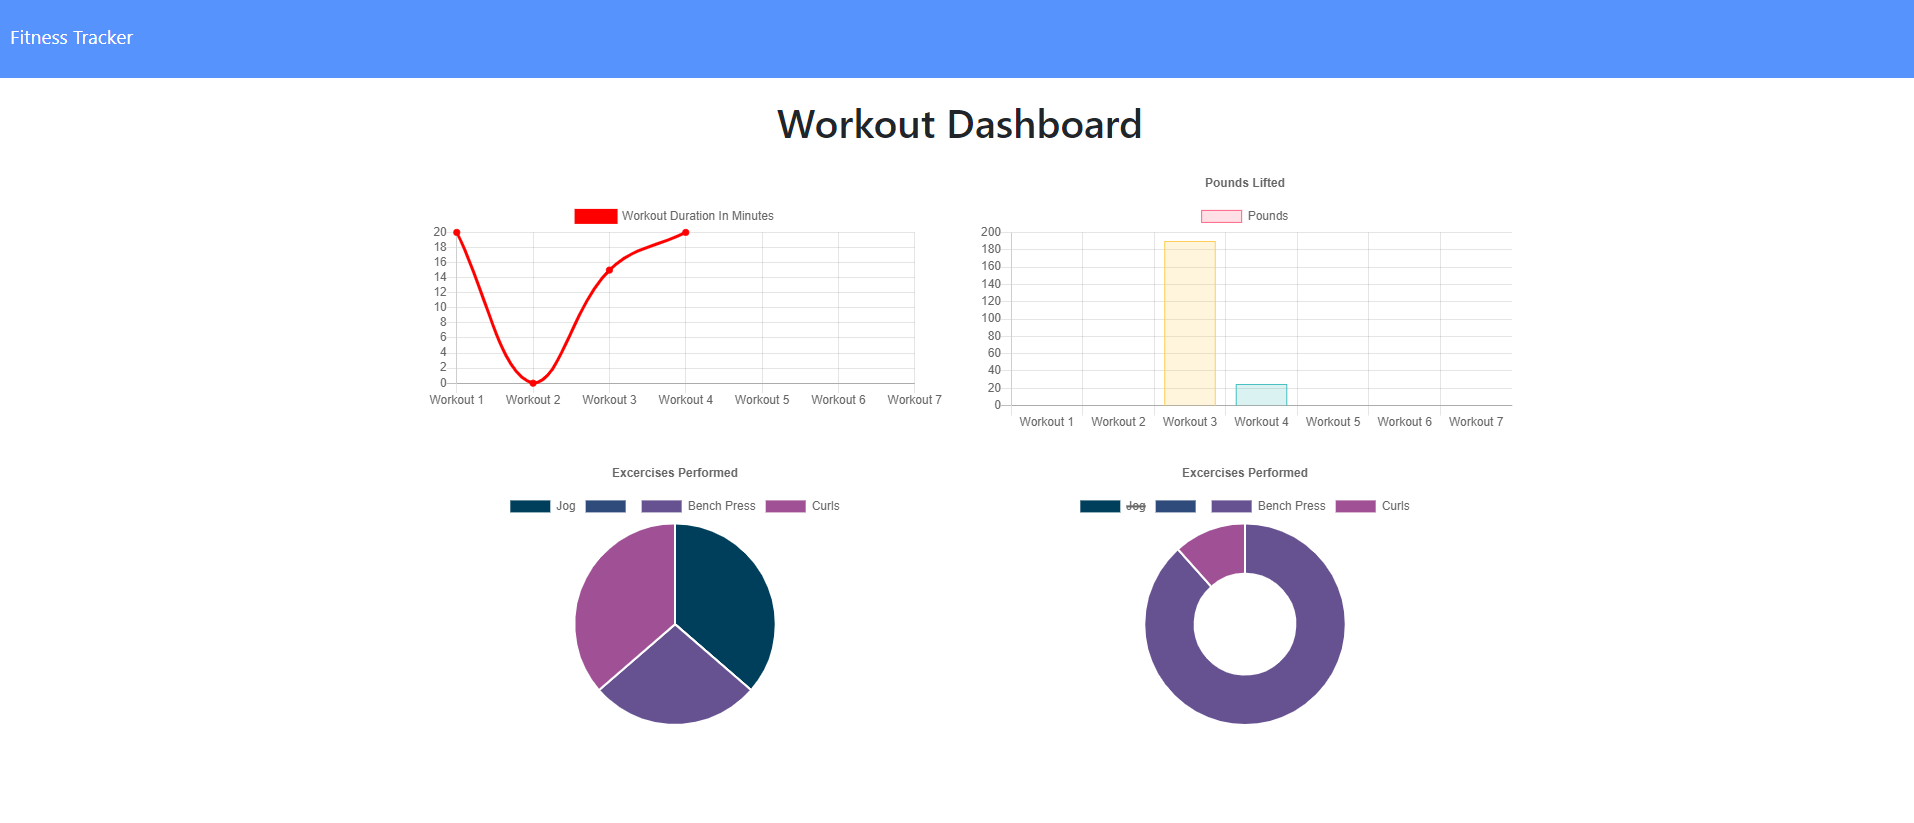 Fitness Tracker
Workout Dashboard
Workout Duration In Minutes
20
18
16
14
12
10
8
6
4
2
0
Workout 1 Workout 2 Workout 3 Workout 4 Workout 5 Workout 6 Workout 7
Pounds Lifted
Pounds
200
180
160
140
120
100
80
60
40
20
0
Workout 1 Workout 2 Workout 3 Workout 4 Workout 5 Workout 6 Workout 7
Excercises Performed
Jog Bench Press Curls
Excercises Performed
Jog Bench Press Curls